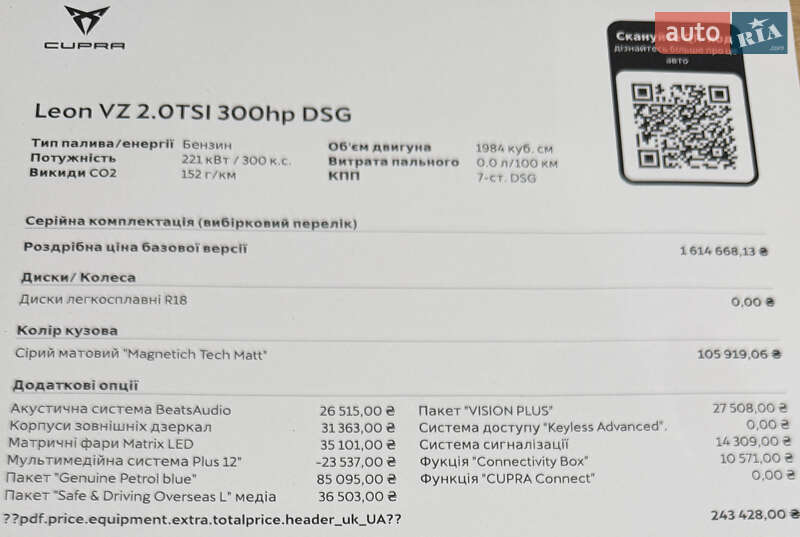 CUPRA
auto RIA .com
Скануй
дізнайтесь більше про це
авто
Leon VZ 2.0TSI 300hp DSG
Тип палива/енергії Бензин
Потужність 221 кВт / 300 к.с.
Викиди CO2 152 г/км
Об'єм двигуна 1984 куб. см
Витрата пального 0.0 л/100 км
КПП 7-ст. DSG
Серійна комплектація (вибірковий перелік)
Роздрібна ціна базової версії 1 614 668,13 ₴
Диски/ Колеса
Диски легкосплавні R18 0,00 ₴
Колір кузова
Сірий матовий "Magnetich Tech Matt" 105 919,06 ₴
Додаткові опції
Акустична система BeatsAudio 26 515,00 ₴
Корпуси зовнішніх дзеркал 31 363,00 ₴
Матричні фари Matrix LED 35 101,00 ₴
Мультимедійна система Plus 12" -23 537,00 ₴
Пакет "Genuine Petrol blue" 85 095,00 ₴
Пакет "Safe & Driving Overseas L" медіа 36 503,00 ₴
Пакет "VISION PLUS" 27 508,00 ₴
Система доступу "Keyless Advanced". 0,00 ₴
Система сигналізації 14 309,00 ₴
Фукція "Connectivity Box" 10 571,00 ₴
Функція "CUPRA Connect" 0,00 ₴
??pdf.price.equipment.extra.totalprice.header_uk_UA?? 243 428,00 ₴